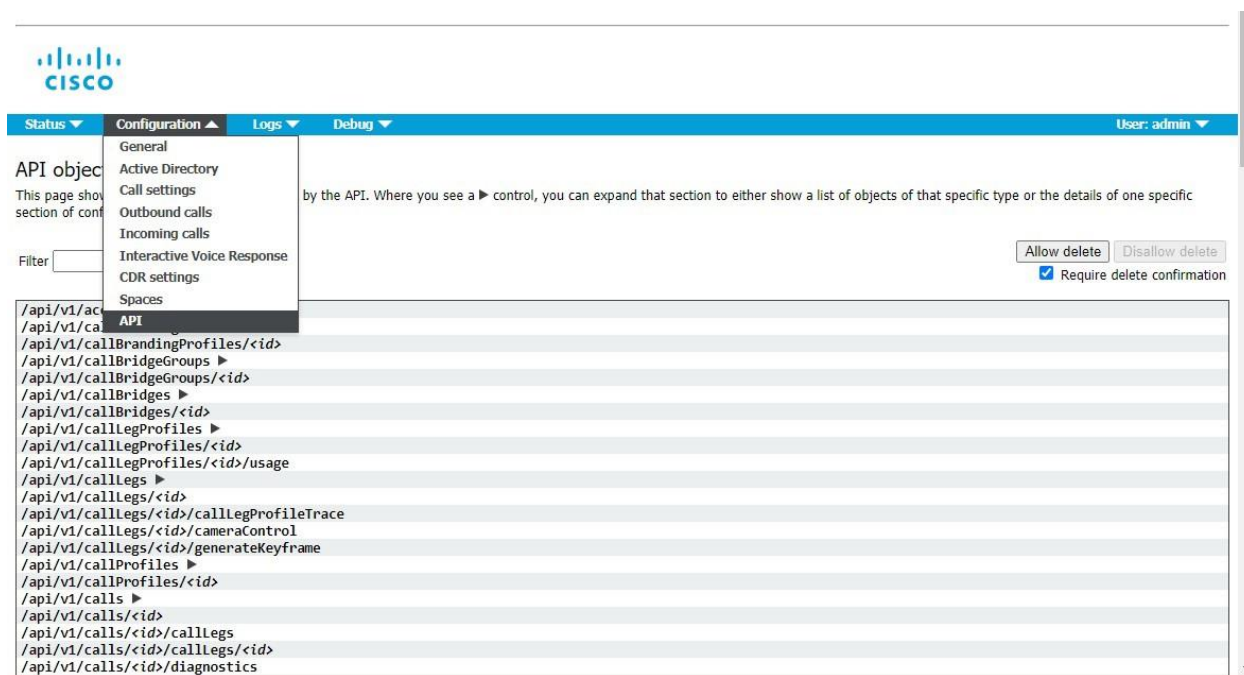 CISCO
Status ▼ Configuration ▲ Logs ▼ Debug ▼ User: admin ▼
General
Active Directory
Call settings
Outbound calls
Incoming calls
Interactive Voice Response
CDR settings
Spaces
API
API objec
This page sho by the API. Where you see a ▶ control, you can expand that section to either show a list of objects of that specific type or the details of one specific
section of conf
Filter
Allow delete Disallow delete
Require delete confirmation
/api/v1/ac
/api/v1/ca
/api/v1/callBrandingProfiles/<id>
/api/v1/callBridgeGroups ▶
/api/v1/callBridgeGroups/<id>
/api/v1/callBridges ▶
/api/v1/callBridges/<id>
/api/v1/callLegProfiles ▶
/api/v1/callLegProfiles/<id>
/api/v1/callLegProfiles/<id>/usage
/api/v1/callLegs ▶
/api/v1/callLegs/<id>
/api/v1/callLegs/<id>/callLegProfileTrace
/api/v1/callLegs/<id>/cameraControl
/api/v1/callLegs/<id>/generateKeyframe
/api/v1/callProfiles ▶
/api/v1/callProfiles/<id>
/api/v1/calls ▶
/api/v1/calls/<id>
/api/v1/calls/<id>/callLegs
/api/v1/calls/<id>/callLegs/<id>
/api/v1/calls/<id>/diagnostics